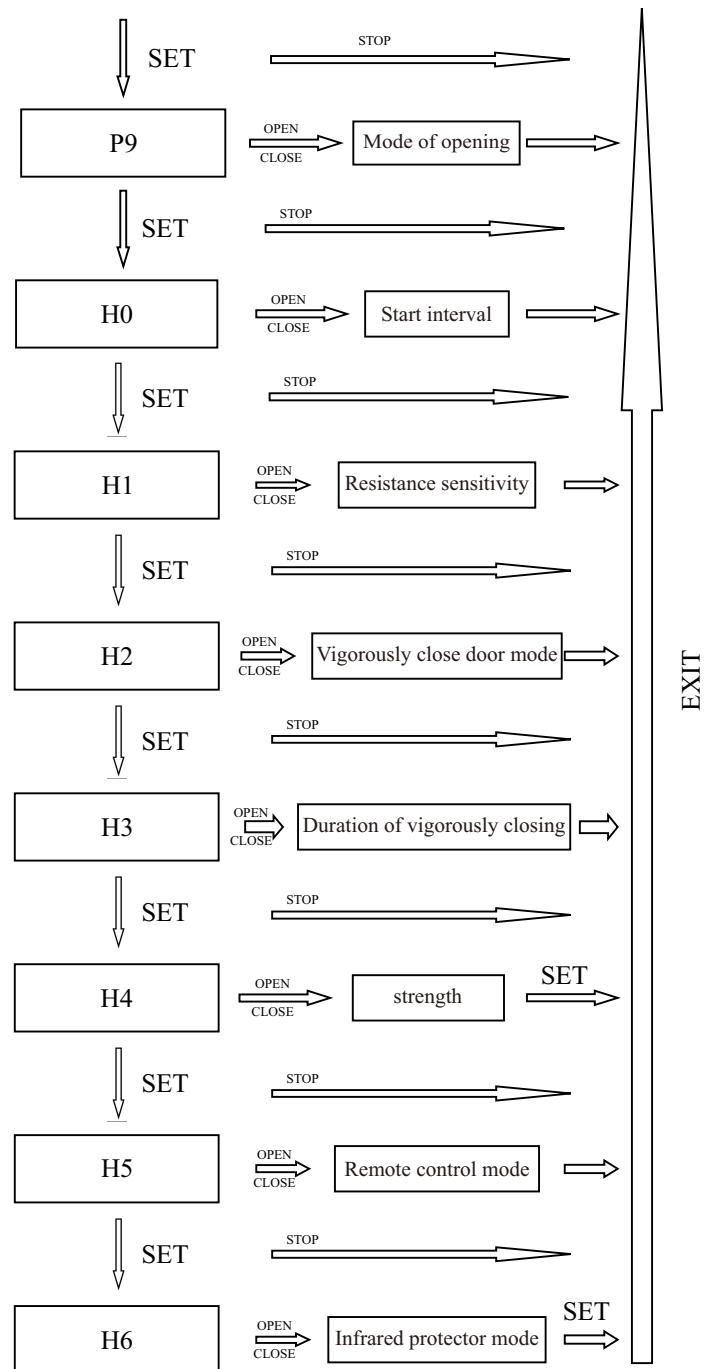 STOP
SET
P9
OPEN
CLOSE
Mode of opening
STOP
SET
H0
OPEN
CLOSE
Start interval
STOP
SET
H1
OPEN
CLOSE
Resistance sensitivity
STOP
SET
H2
OPEN
CLOSE
Vigorously close door mode
EXIT
STOP
SET
H3
OPEN
CLOSE
Duration of vigorously closing
STOP
SET
H4
OPEN
CLOSE
strength
SET
STOP
SET
H5
OPEN
CLOSE
Remote control mode
STOP
SET
H6
OPEN
CLOSE
Infrared protector mode
SET